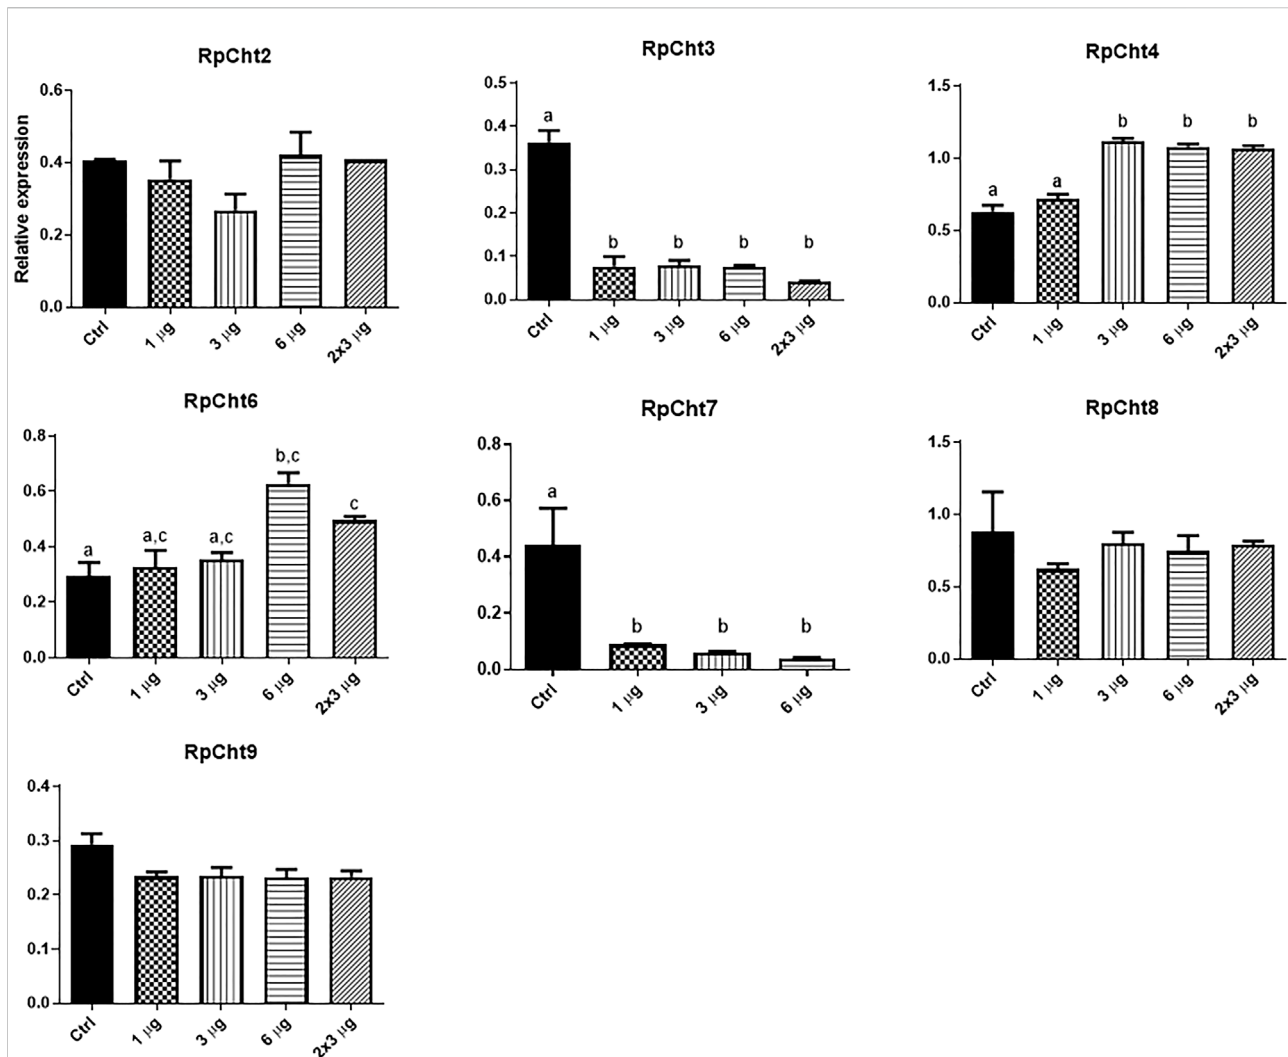 RpCht2
Relative expression
0.6
0.4
0.2
0.0
Ctrl
1 μg
3 μg
6 μg
2x3 μg
RpCht3
0.5
0.4
0.3
0.2
0.1
0.0
a
b
b
b
b
Ctrl
1 μg
3 μg
6 μg
2x3 μg
RpCht4
1.5
1.0
0.5
0.0
a
a
b
b
b
Ctrl
1 μg
3 μg
6 μg
2x3 μg
RpCht6
0.8
0.6
0.4
0.2
0.0
a
a,c
a,c
b,c
c
Ctrl
1 μg
3 μg
6 μg
2x3 μg
RpCht7
0.8
0.6
0.4
0.2
0.0
a
b
b
b
Ctrl
1 μg
3 μg
6 μg
RpCht8
1.5
1.0
0.5
0.0
Ctrl
1 μg
3 μg
6 μg
2x3 μg
RpCht9
0.4
0.3
0.2
0.1
0.0
Ctrl
1 μg
3 μg
6 μg
2x3 μg